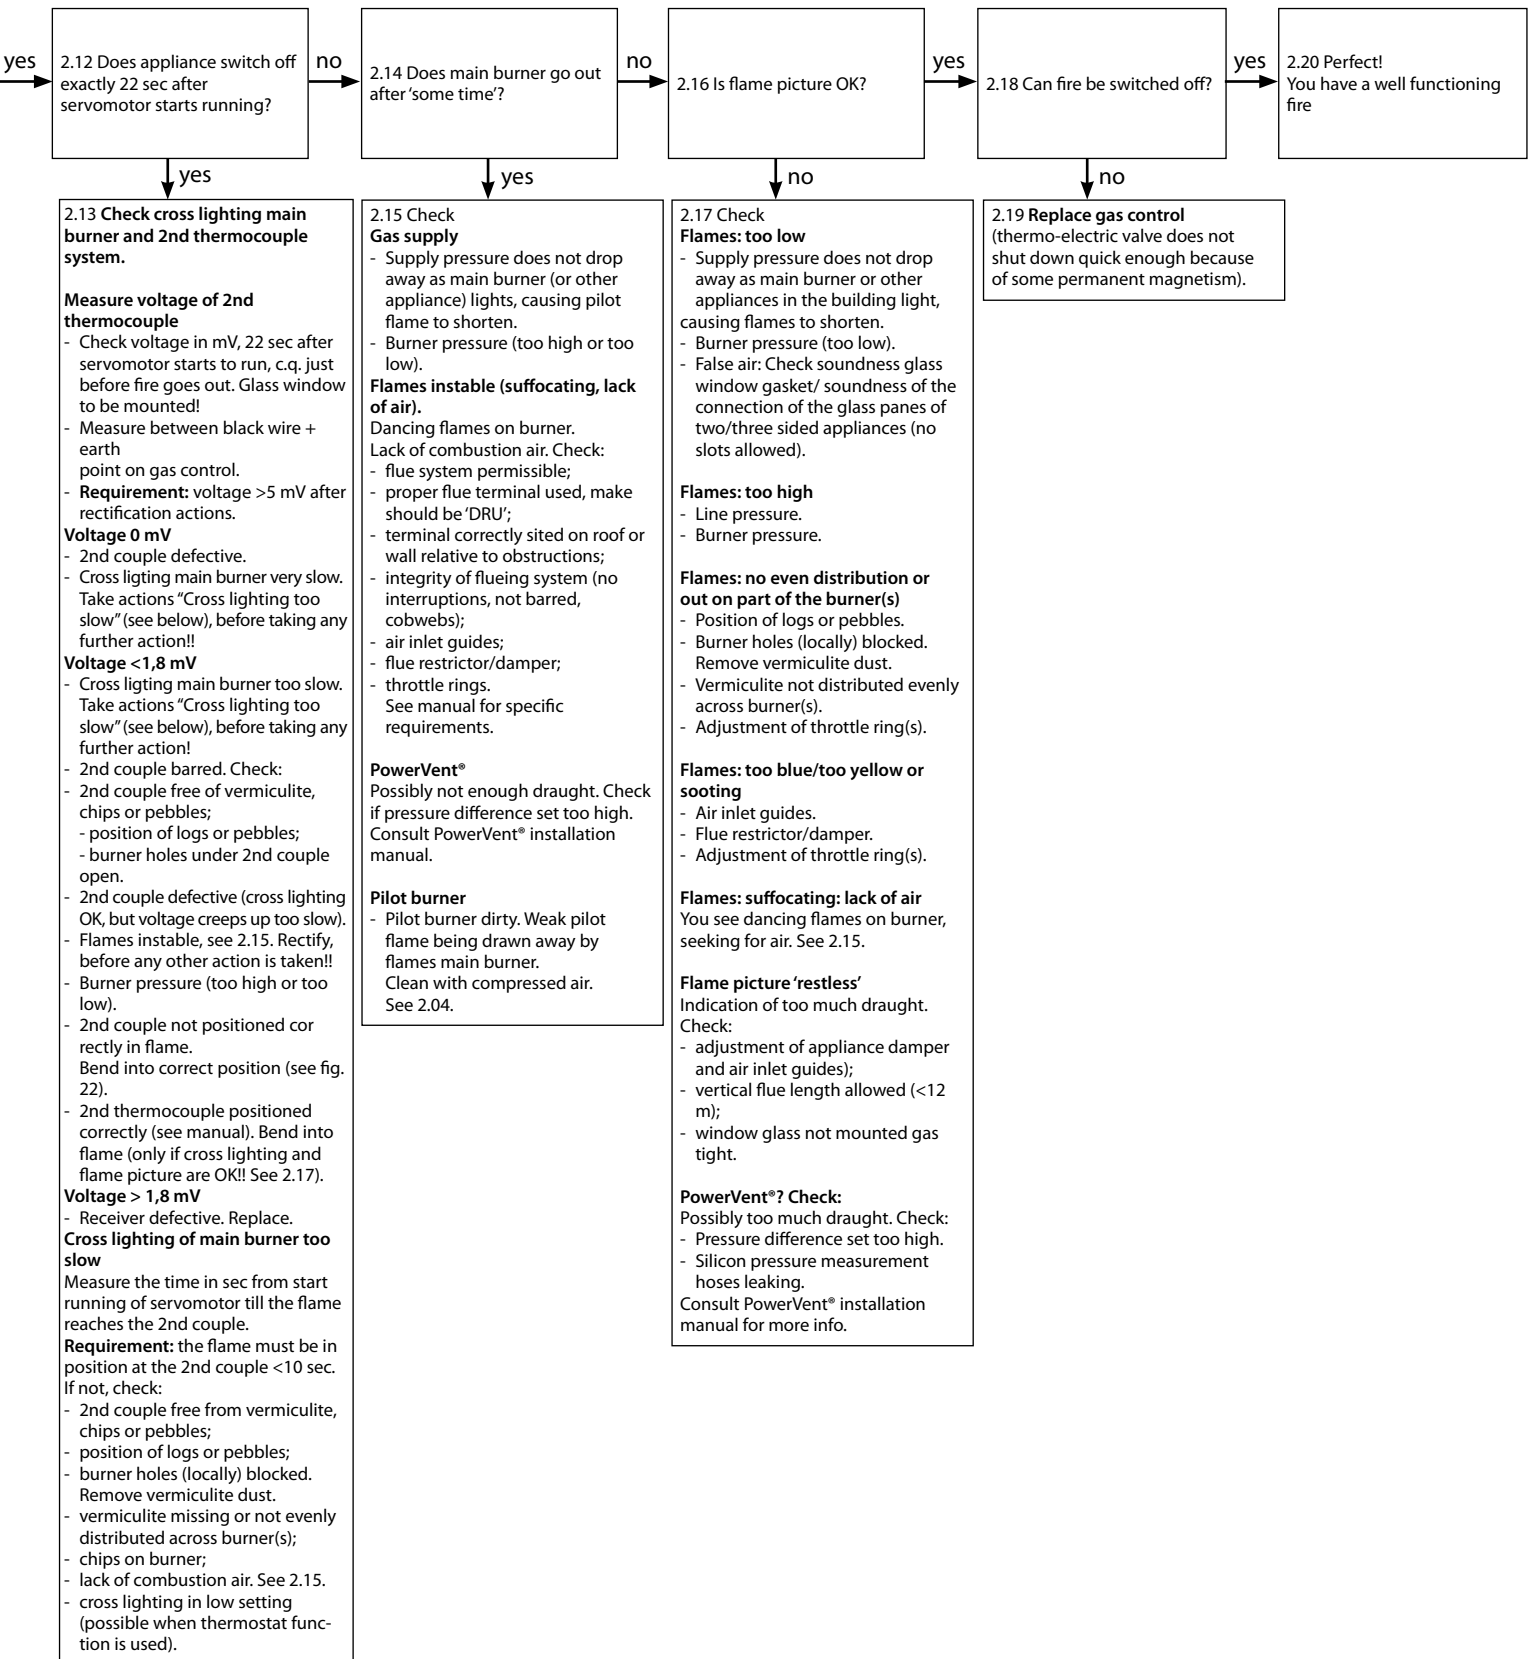 yes
2.12 Does appliance switch off
exactly 22 sec after
servomotor starts running?
no
2.14 Does main burner go out
after ‘some time’?
no
2.16 Is flame picture OK?
yes
2.18 Can fire be switched off?
yes
2.20 Perfect!
You have a well functioning
fire
yes
yes
no
no
2.13 Check cross lighting main
burner and 2nd thermocouple
system.
Measure voltage of 2nd
thermocouple
- Check voltage in mV, 22 sec after
servomotor starts to run, c.q. just
before fire goes out. Glass window
to be mounted!
- Measure between black wire +
earth
point on gas control.
- Requirement: voltage >5 mV after
rectification actions.
Voltage 0 mV
- 2nd couple defective.
- Cross ligting main burner very slow.
Take actions “Cross lighting too
slow” (see below), before taking any
further action!!
Voltage <1,8 mV
- Cross ligting main burner too slow.
Take actions “Cross lighting too
slow” (see below), before taking any
further action!
- 2nd couple barred. Check:
- 2nd couple free of vermiculite,
chips or pebbles;
- position of logs or pebbles;
- burner holes under 2nd couple
open.
- 2nd couple defective (cross lighting
OK, but voltage creeps up too slow).
- Flames instable, see 2.15. Rectify,
before any other action is taken!!
- Burner pressure (too high or too
low).
- 2nd couple not positioned cor
rectly in flame.
Bend into correct position (see fig.
22).
- 2nd thermocouple positioned
correctly (see manual). Bend into
flame (only if cross lighting and
flame picture are OK!! See 2.17).
Voltage > 1,8 mV
- Receiver defective. Replace.
Cross lighting of main burner too
slow
Measure the time in sec from start
running of servomotor till the flame
reaches the 2nd couple.
Requirement: the flame must be in
position at the 2nd couple <10 sec.
If not, check:
- 2nd couple free from vermiculite,
chips or pebbles;
- position of logs or pebbles;
- burner holes (locally) blocked.
Remove vermiculite dust.
- vermiculite missing or not evenly
distributed across burner(s);
- chips on burner;
- lack of combustion air. See 2.15.
- cross lighting in low setting
(possible when thermostat func-
tion is used).
2.15 Check
Gas supply
- Supply pressure does not drop
away as main burner (or other
appliance) lights, causing pilot
flame to shorten.
- Burner pressure (too high or too
low).
Flames instable (suffocating, lack
of air).
Dancing flames on burner.
Lack of combustion air. Check:
- flue system permissible;
- proper flue terminal used, make
should be ‘DRU’;
- terminal correctly sited on roof or
wall relative to obstructions;
- integrity of flueing system (no
interruptions, not barred,
cobwebs);
- air inlet guides;
- flue restrictor/damper;
- throttle rings.
See manual for specific
requirements.
PowerVent®
Possibly not enough draught. Check
if pressure difference set too high.
Consult PowerVent® installation
manual.
Pilot burner
- Pilot burner dirty. Weak pilot
flame being drawn away by
flames main burner.
Clean with compressed air.
See 2.04.
2.17 Check
Flames: too low
- Supply pressure does not drop
away as main burner or other
appliances in the building light,
causing flames to shorten.
- Burner pressure (too low).
- False air: Check soundness glass
window gasket/ soundness of the
connection of the glass panes of
two/three sided appliances (no
slots allowed).
Flames: too high
- Line pressure.
- Burner pressure.
Flames: no even distribution or
out on part of the burner(s)
- Position of logs or pebbles.
- Burner holes (locally) blocked.
Remove vermiculite dust.
- Vermiculite not distributed evenly
across burner(s).
- Adjustment of throttle ring(s).
Flames: too blue/too yellow or
sooting
- Air inlet guides.
- Flue restrictor/damper.
- Adjustment of throttle ring(s).
Flames: suffocating: lack of air
You see dancing flames on burner,
seeking for air. See 2.15.
Flame picture ‘restless’
Indication of too much draught.
Check:
- adjustment of appliance damper
and air inlet guides);
- vertical flue length allowed (<12
m);
- window glass not mounted gas
tight.
PowerVent®? Check:
Possibly too much draught. Check:
- Pressure difference set too high.
- Silicon pressure measurement
hoses leaking.
Consult PowerVent® installation
manual for more info.
2.19 Replace gas control
(thermo-electric valve does not
shut down quick enough because
of some permanent magnetism).